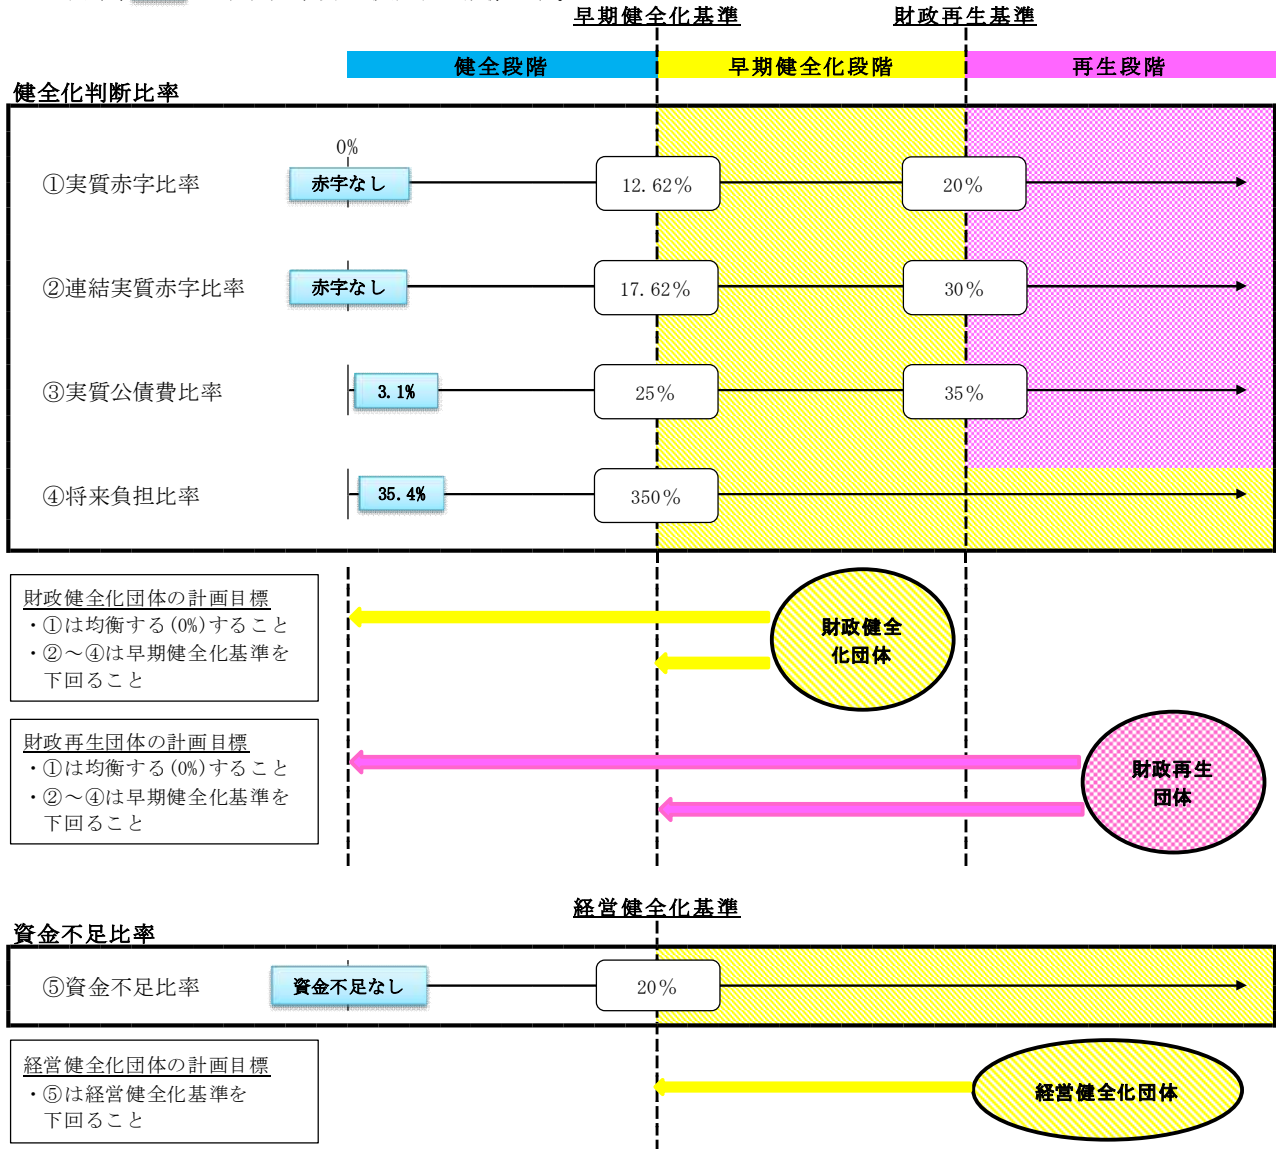 早期健全化基準
財政再生基準
健全段階
早期健全化段階
再生段階
健全化判断比率
0%
①実質赤字比率
赤字なし
12.62%
20%
②連結実質赤字比率
赤字なし
17.62%
30%
③実質公債費比率
3.1%
25%
35%
④将来負担比率
35.4%
350%
財政健全化団体の計画目標
・①は均衡する(0%)すること
・②～④は早期健全化基準を
下回ること
財政健全
化団体
財政再生団体の計画目標
・①は均衡する(0%)すること
・②～④は早期健全化基準を
下回ること
財政再生
団体
経営健全化基準
資金不足比率
⑤資金不足比率
資金不足なし
20%
経営健全化団体の計画目標
・⑤は経営健全化基準を
下回ること
経営健全化団体